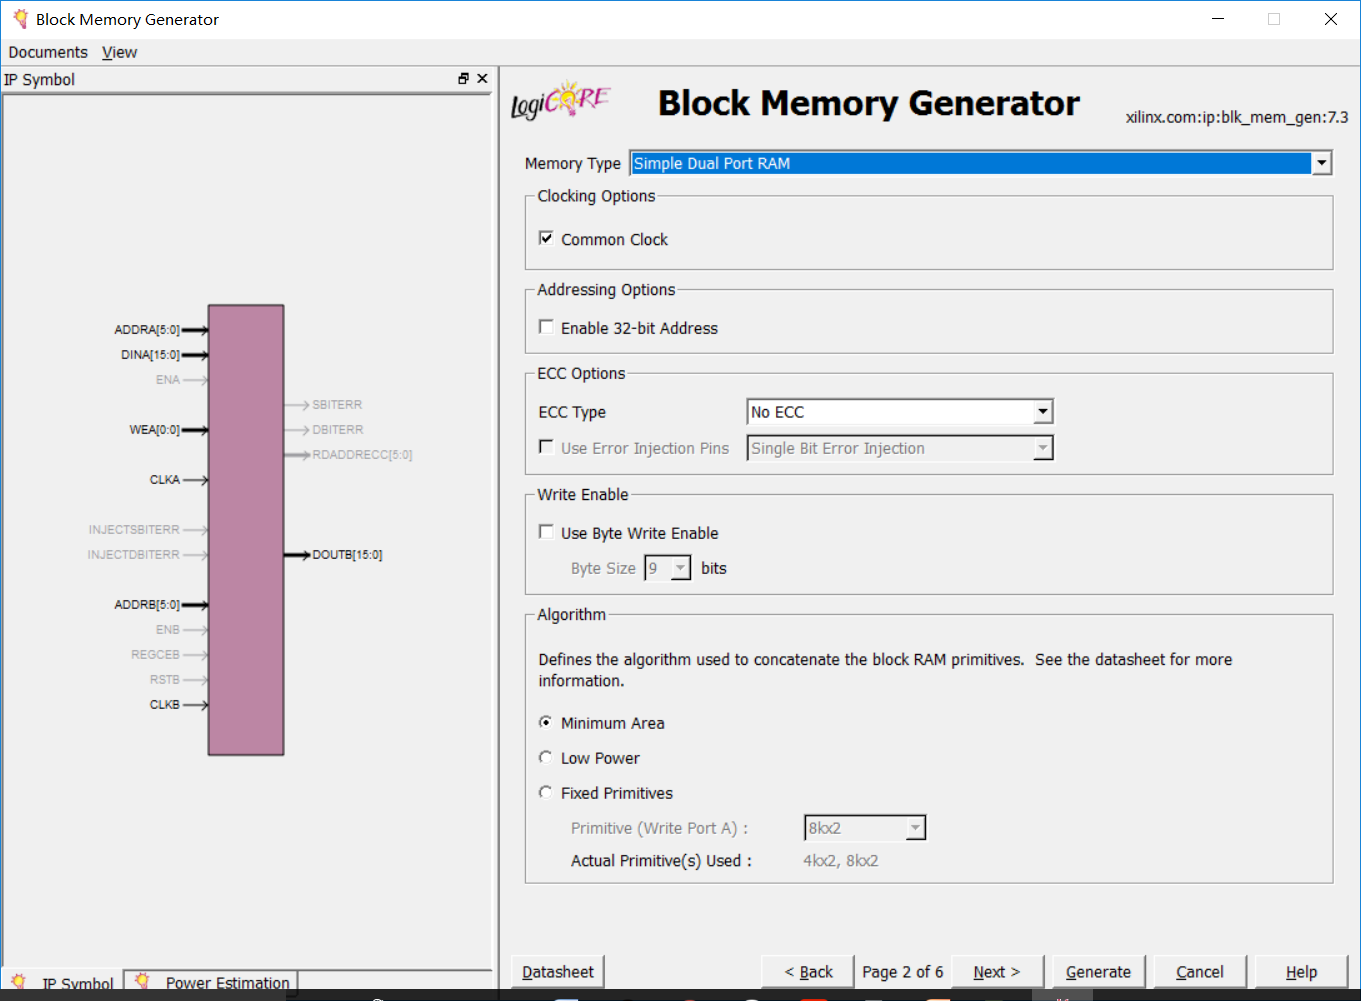 Block Memory Generator
Documents View
IP Symbol
ADDRA[5:0]
DINA[15:0]
ENA
SBITERR
WEA[0:0]
DBITERR
RDADDRECC[5:0]
CLKA
INJECTSBITERR
INJECTDBITERR
DOUTB[15:0]
ADDRB[5:0]
ENB
REGCEB
RSTB
CLKB
IP Symbol
Power Estimation
LogiCORE
Block Memory Generator
xilinx.com:ip:blk_mem_gen:7.3
Memory Type Simple Dual Port RAM
Clocking Options
Common Clock
Addressing Options
Enable 32-bit Address
ECC Options
ECC Type No ECC
Use Error Injection Pins Single Bit Error Injection
Write Enable
Use Byte Write Enable
Byte Size 9 bits
Algorithm
Defines the algorithm used to concatenate the block RAM primitives. See the datasheet for more
information.
Minimum Area
Low Power
Fixed Primitives
Primitive (Write Port A) : 8kx2
Actual Primitive(s) Used : 4kx2, 8kx2
Datasheet < Back Page 2 of 6 Next > Generate Cancel Help